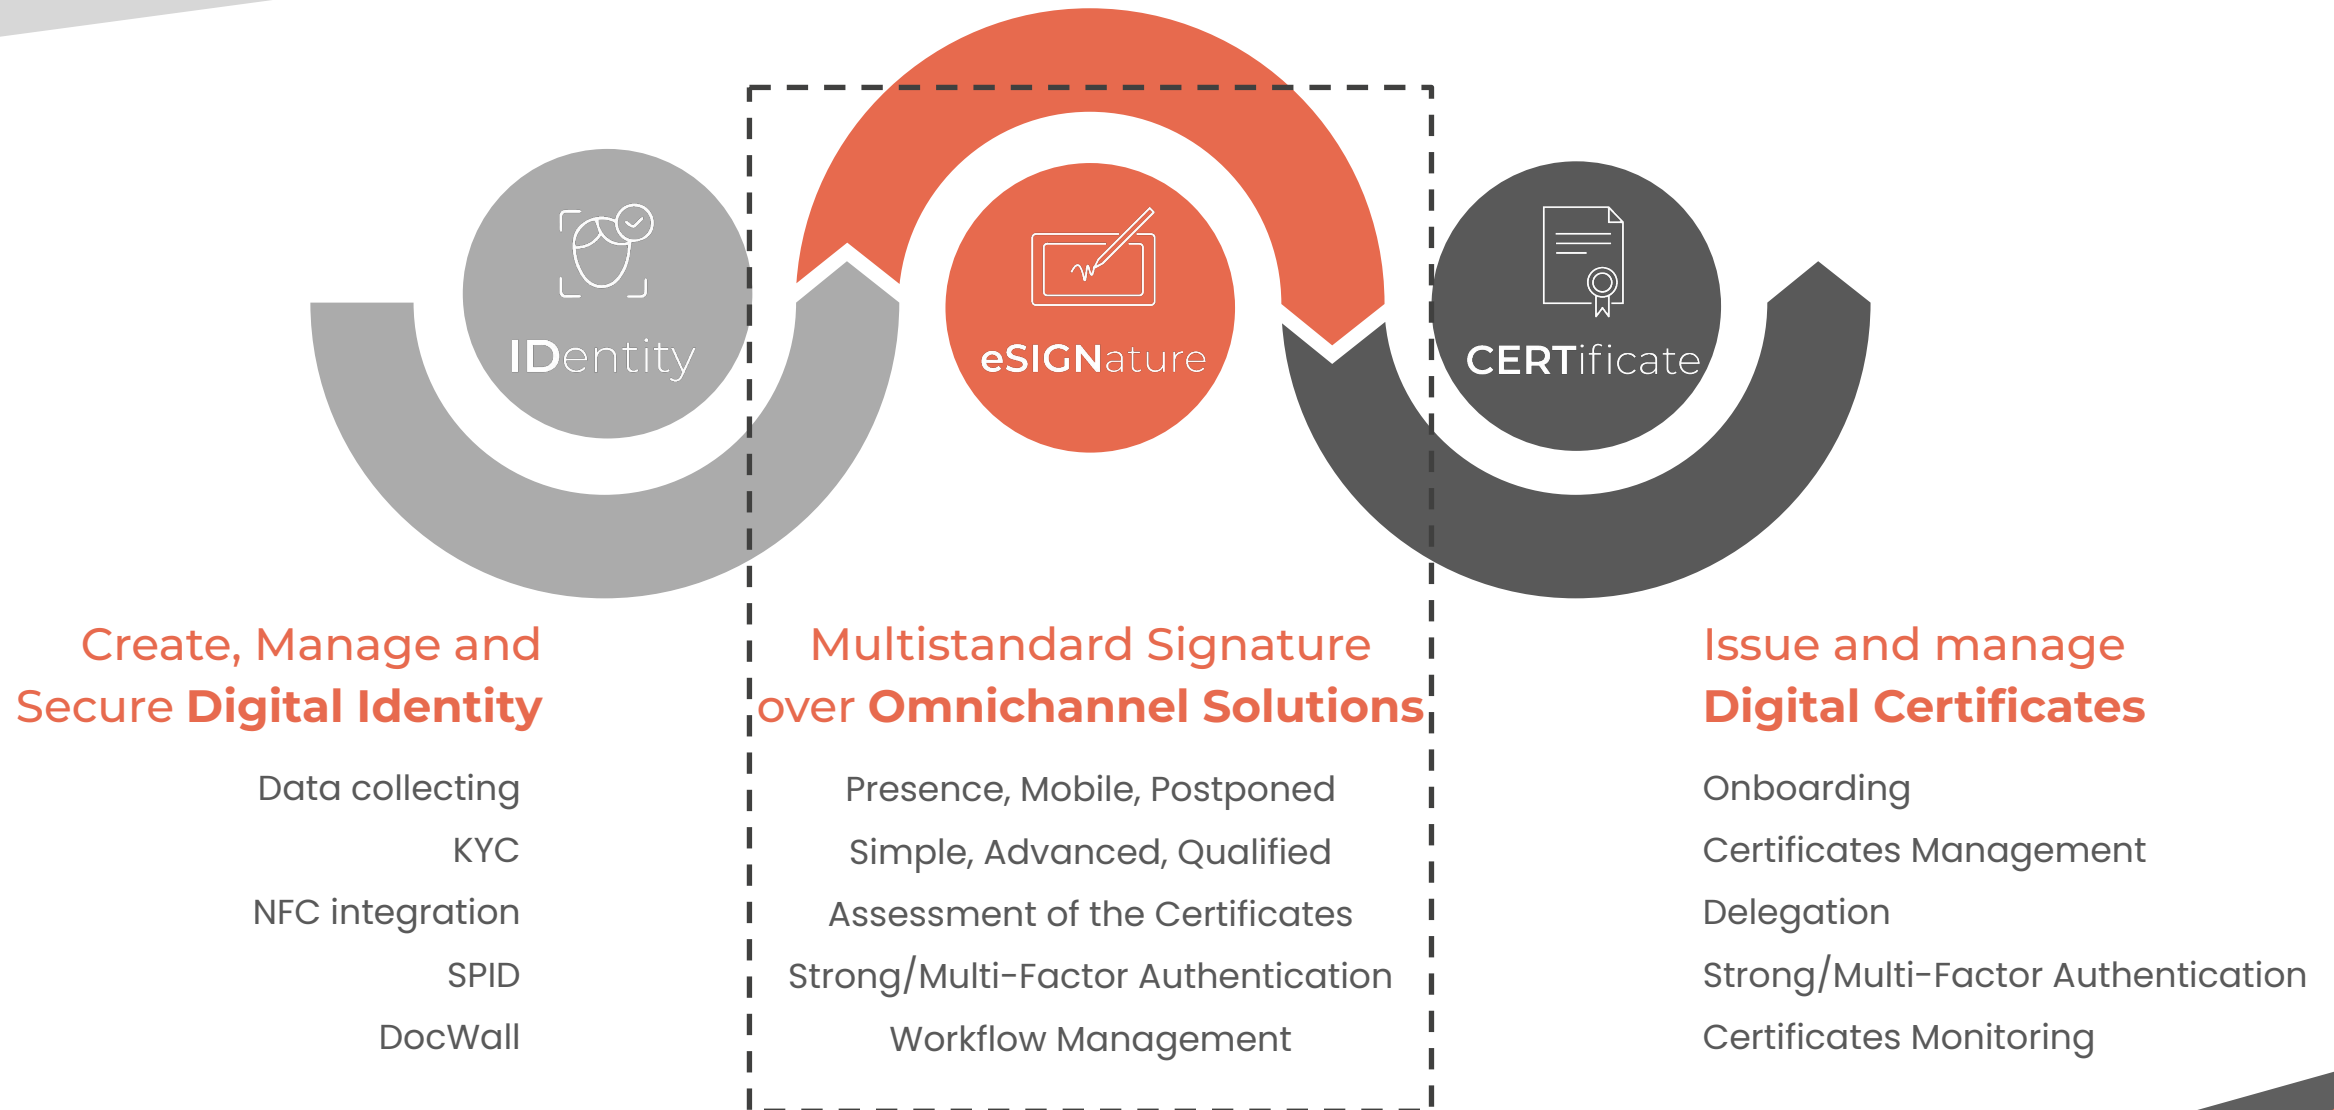 IDentity
eSIGNature
CERTificate
Create, Manage and
Secure Digital Identity
Data collecting
KYC
NFC integration
SPID
DocWall
Multistandard Signature
over Omnichannel Solutions
Presence, Mobile, Postponed
Simple, Advanced, Qualified
Assessment of the Certificates
Strong/Multi-Factor Authentication
Workflow Management
Issue and manage
Digital Certificates
Onboarding
Certificates Management
Delegation
Strong/Multi-Factor Authentication
Certificates Monitoring